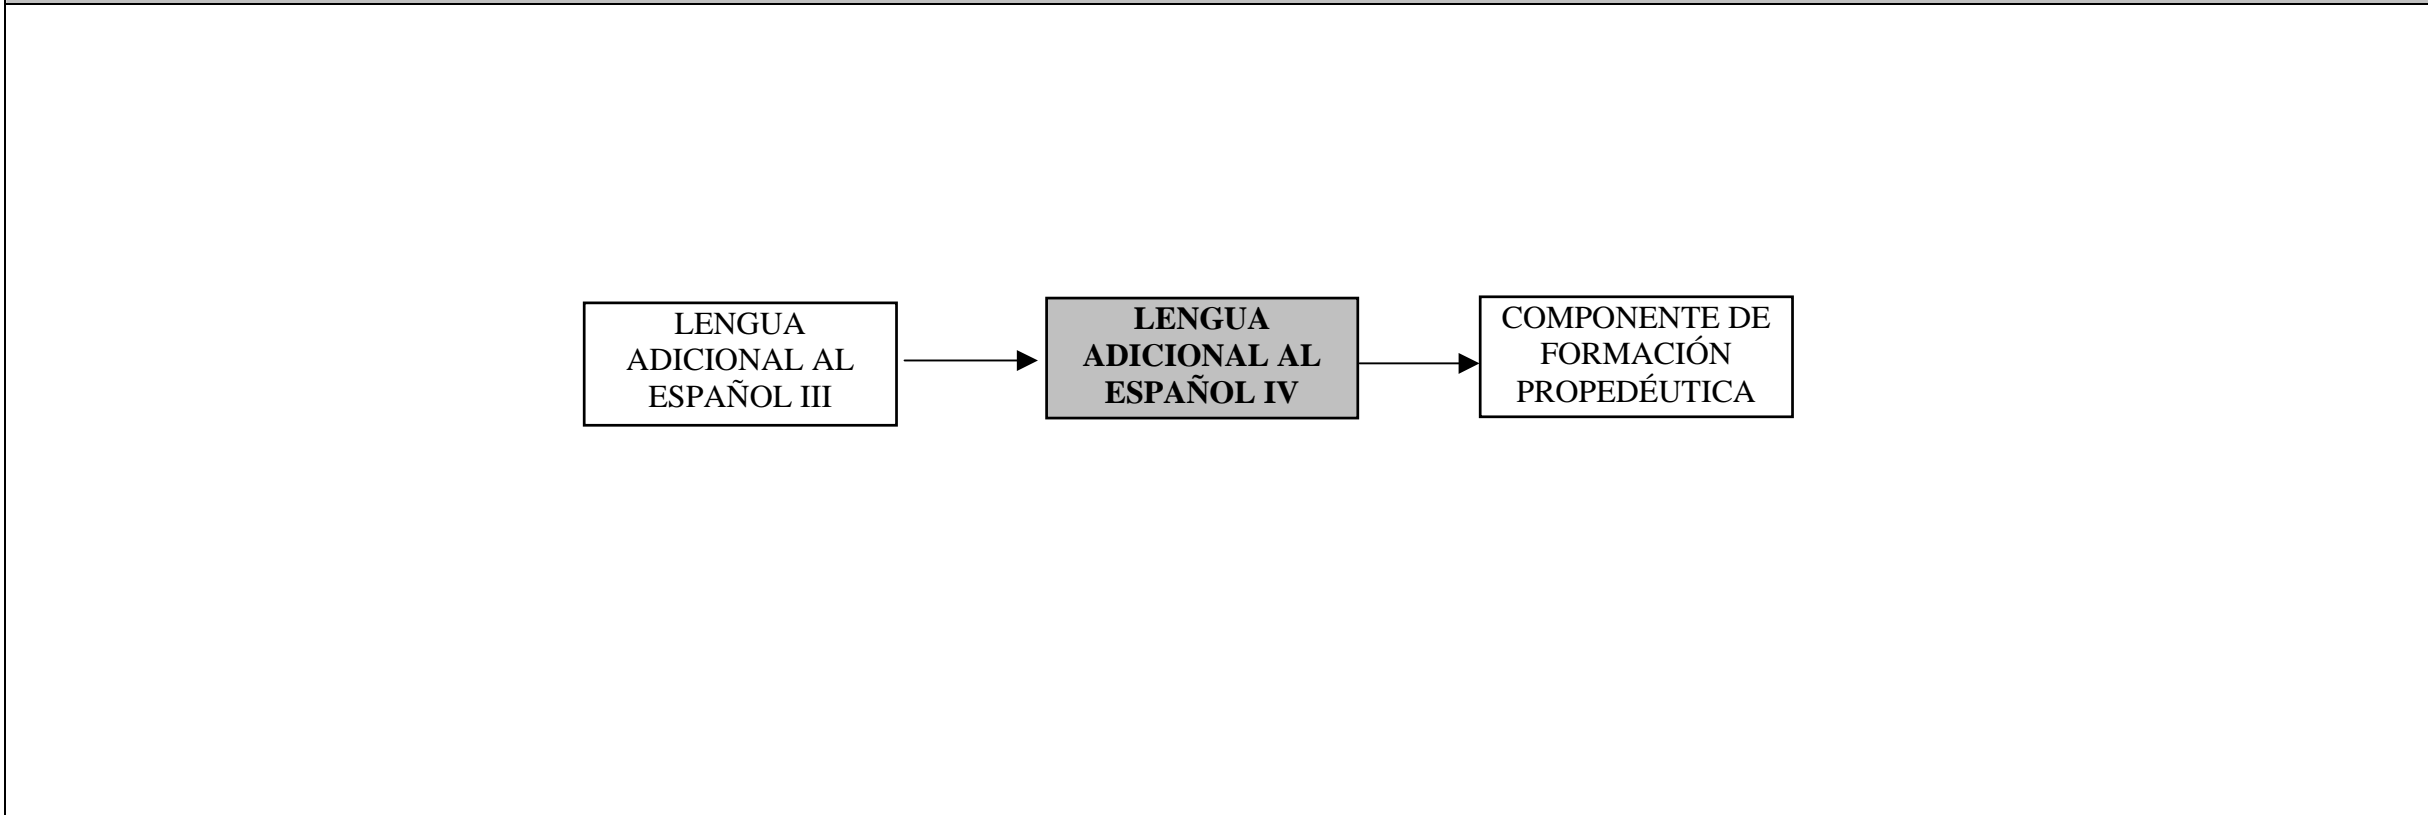 LENGUA
ADICIONAL AL
ESPAÑOL III
LENGUA
ADICIONAL AL
ESPAÑOL IV
COMPONENTE DE
FORMACIÓN
PROPEDÉUTICA